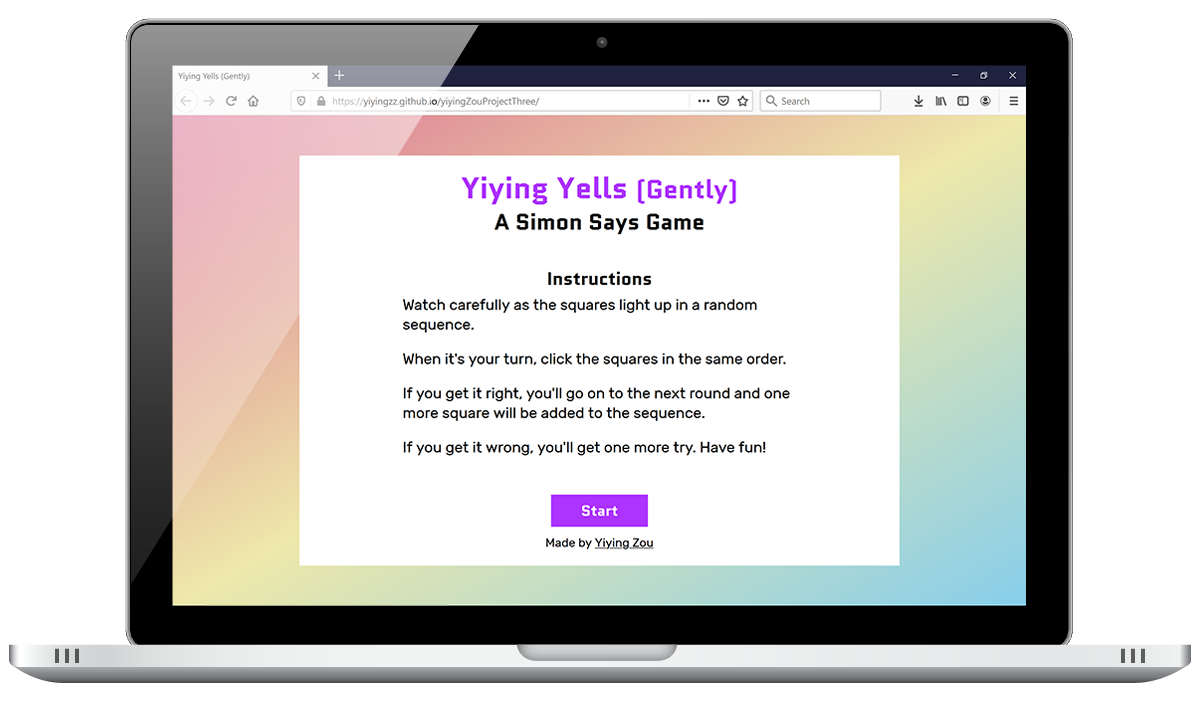 Yiying Yells (Gently)
https://yiyingzz.github.io/yiyingZouProjectThree/
Search
Yiying Yells (Gently)
A Simon Says Game
Instructions
Watch carefully as the squares light up in a random
sequence.
When it's your turn, click the squares in the same order.
If you get it right, you'll go on to the next round and one
more square will be added to the sequence.
If you get it wrong, you'll get one more try. Have fun!
Start
Made by Yiying Zou